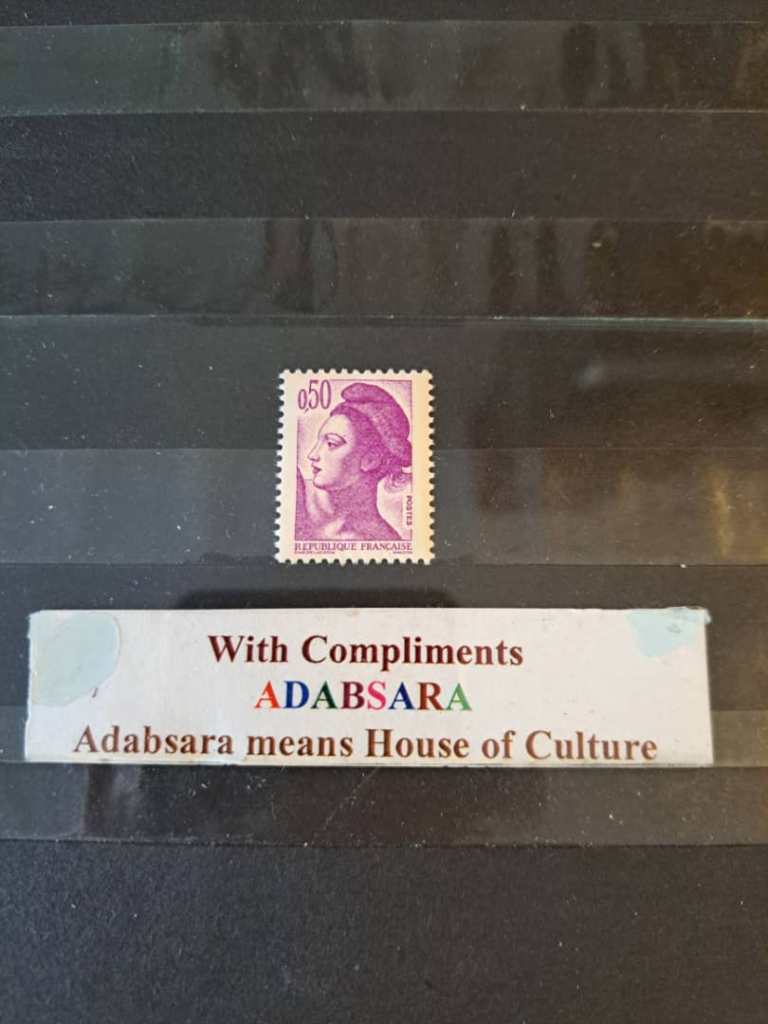 0,50
POSTES
REPUBLIQUE FRANÇAISE
With Compliments
ADABSARA
Adabsara means House of Culture